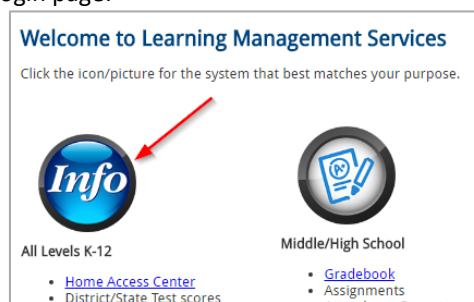 ogin page.
Welcome to Learning Management Services
Click the icon/picture for the system that best matches your purpose.
Info
A+
All Levels K-12
Middle/High School
• Home Access Center
• District/State Test scores
• Gradebook
• Assignments